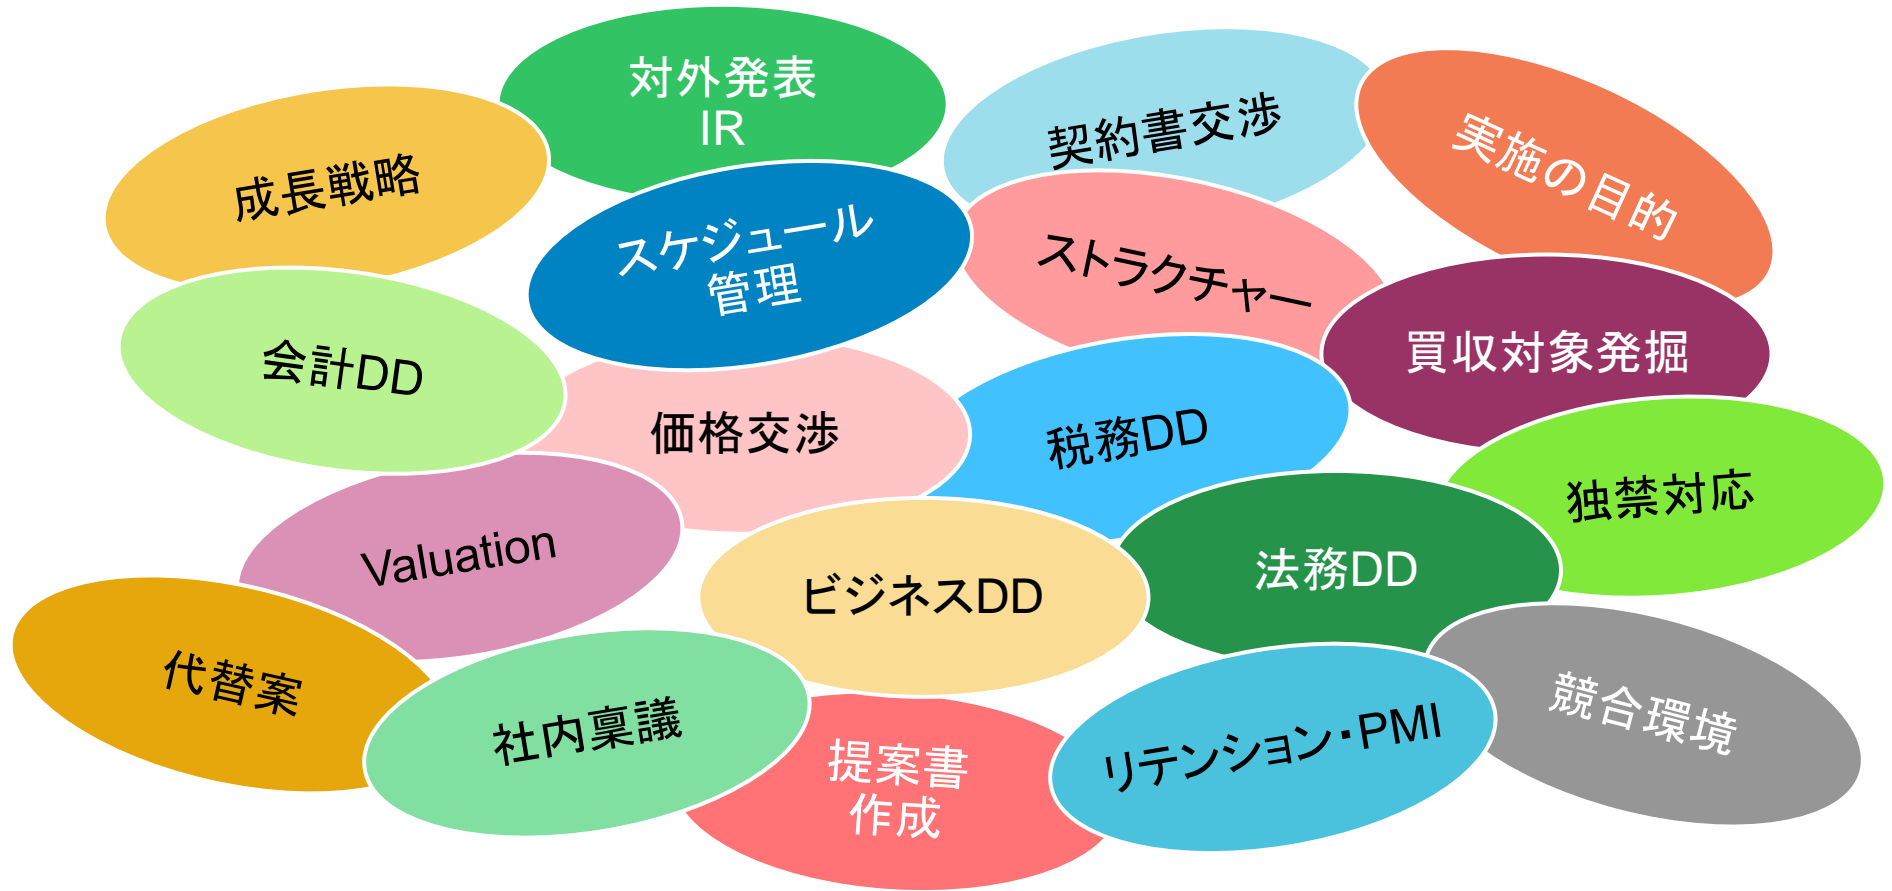 対外発表
IR
契約書交渉
実施の目的
成長戦略
スケジュール
管理
ストラクチャー
買収対象発掘
会計DD
価格交渉
税務DD
独禁対応
Valuation
ビジネスDD
法務DD
代替案
社内稟議
提案書
作成
リテンション・PMI
競合環境